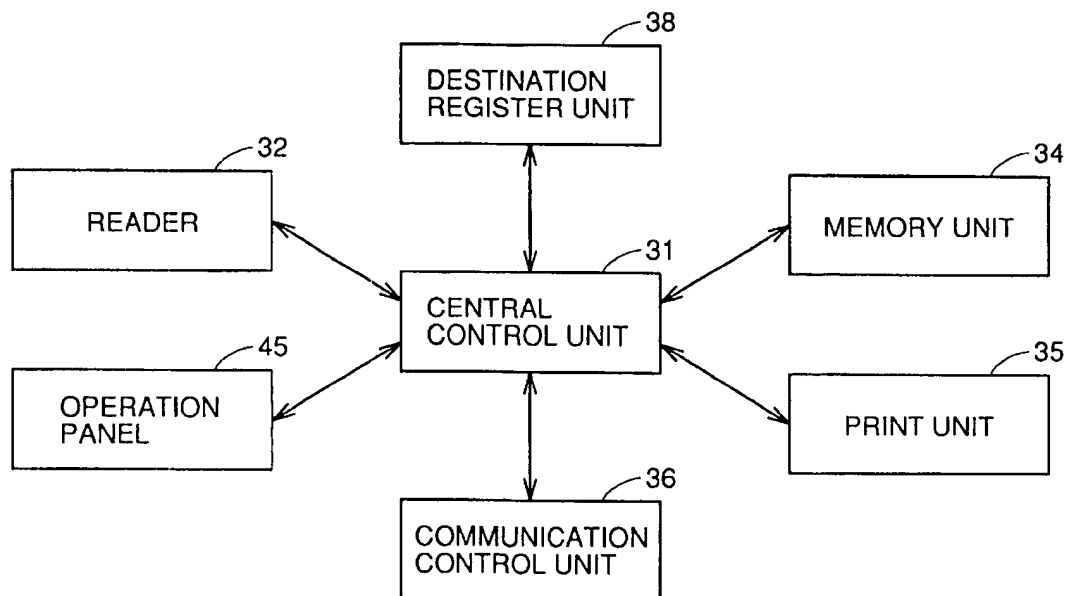 38
DESTINATION
REGISTER UNIT
32
READER
34
MEMORY UNIT
31
CENTRAL
CONTROL UNIT
45
OPERATION
PANEL
35
PRINT UNIT
36
COMMUNICATION
CONTROL UNIT